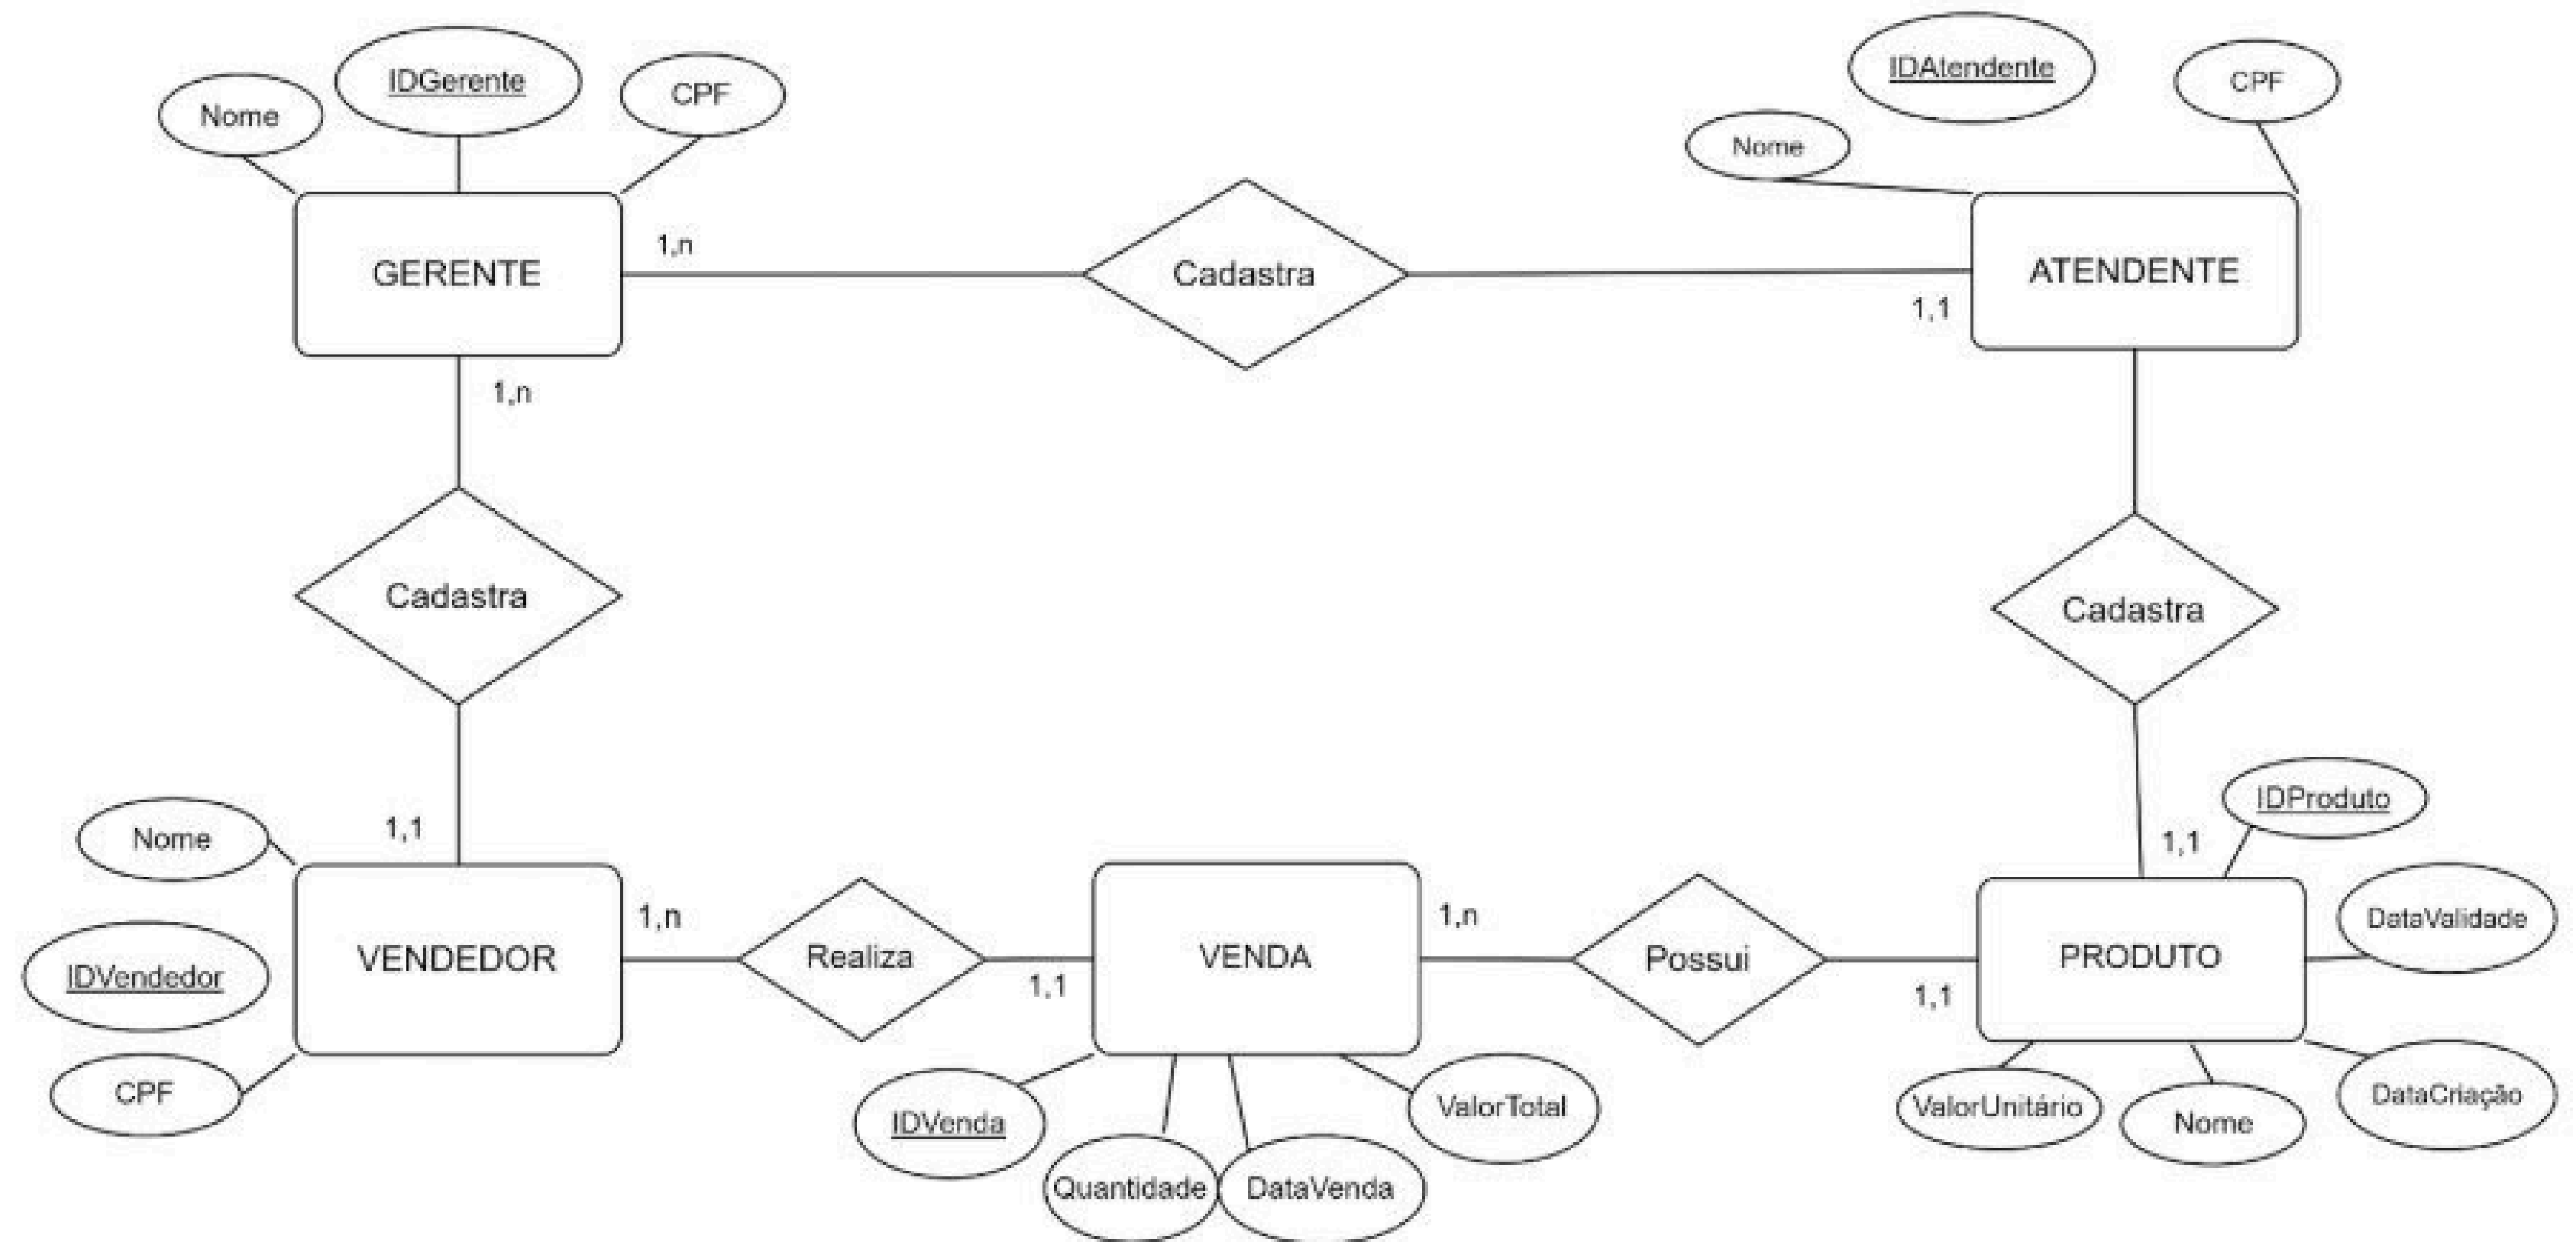 IDGerente
CPF
Nome
IDAtendente
CPF
Nome
GERENTE
1,n
Cadastra
1,1
ATENDENTE
1,n
Cadastra
Cadastra
1,1
Nome
IDVendedor
CPF
VENDEDOR
1,n
Realiza
1,1
VENDA
1,n
Possui
1,1
PRODUTO
1,1
IDProduto
DataValidade
IDVenda
Quantidade
DataVenda
ValorTotal
ValorUnitário
Nome
DataCriação